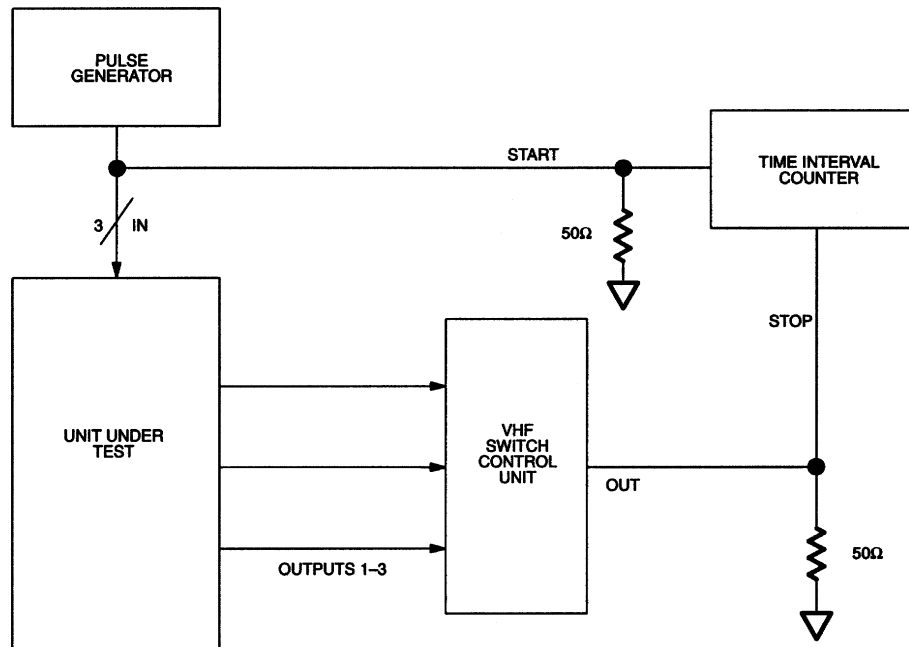 PULSE
GENERATOR
START
TIME INTERVAL
COUNTER
3 IN
50Ω
STOP
UNIT UNDER
TEST
VHF
SWITCH
CONTROL
UNIT
OUT
OUTPUTS 1–3
50Ω